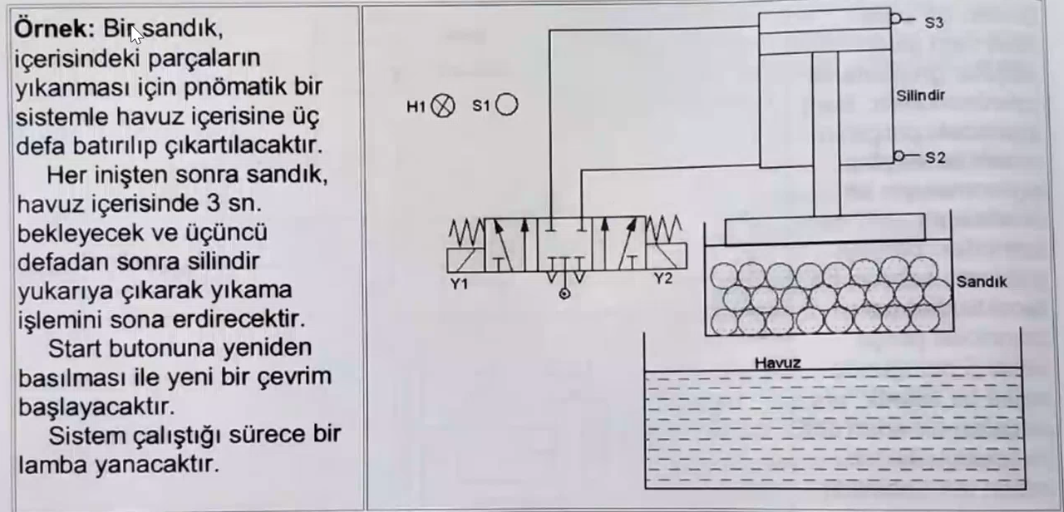 Örnek: Bir sandık,
içerisindeki parçaların
yıkanması için pnömatik bir
sistemle havuz içerisine üç
defa batırılıp çıkartılacaktır.
Her inişten sonra sandık,
havuz içerisinde 3 sn.
bekleyecek ve üçüncü
defadan sonra silindir
yukarıya çıkarak yıkama
işlemini sona erdirecektir.
Start butonuna yeniden
basılması ile yeni bir çevrim
başlayacaktır.
Sistem çalıştığı sürece bir
lamba yanacaktır.
S3
H1 S1
Silindir
S2
Y1
Y2
Sandık
Havuz